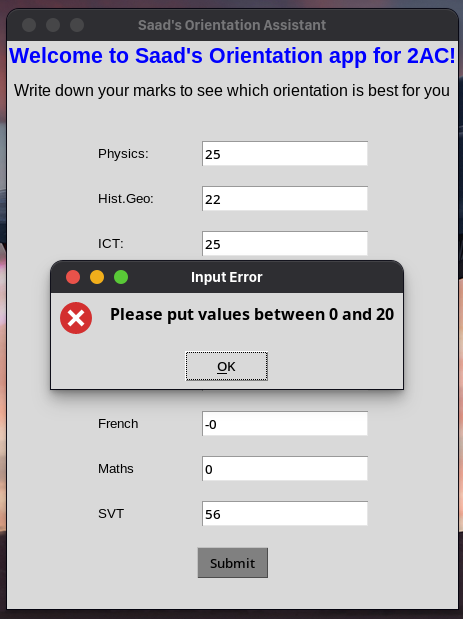 Saad's Orientation Assistant
Welcome to Saad's Orientation app for 2AC!
Write down your marks to see which orientation is best for you
Physics: 25
Hist.Geo: 22
ICT: 25
Input Error
Please put values between 0 and 20
OK
French -0
Maths 0
SVT 56
Submit